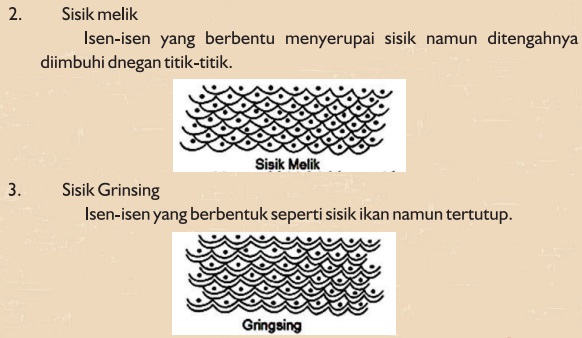 2. Sisik melik
Isen-isen yang berbentu menyerupai sisik namun ditengahnya
diimbuhi dnegan titik-titik.
Sisik Melik
3. Sisik Grinsing
Isen-isen yang berbentuk seperti sisik ikan namun tertutup.
Gringsing